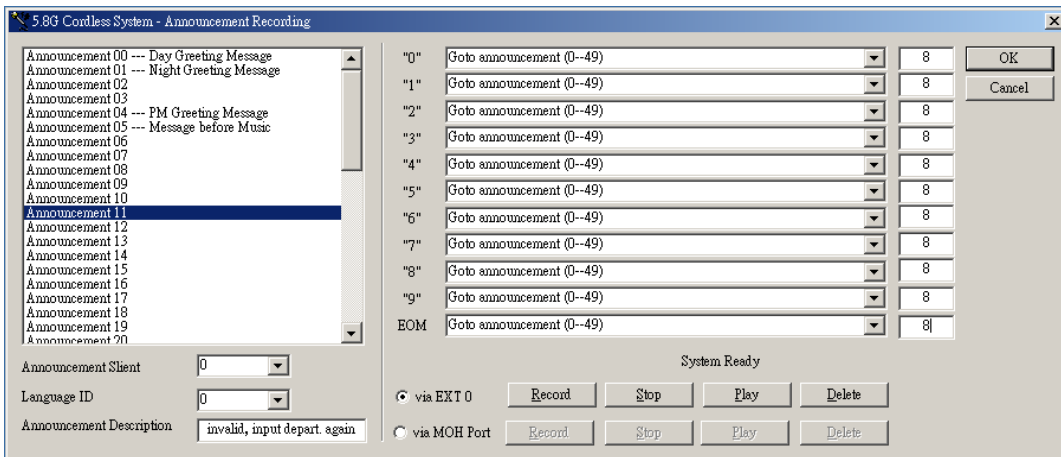 5.8G Cordless System - Announcement Recording
Announcement 00 --- Day Greeting Message
Announcement 01 --- Night Greeting Message
Announcement 02
Announcement 03
Announcement 04 --- PM Greeting Message
Announcement 05 --- Message before Music
Announcement 06
Announcement 07
Announcement 08
Announcement 09
Announcement 10
Announcement 11
Announcement 12
Announcement 13
Announcement 14
Announcement 15
Announcement 16
Announcement 17
Announcement 18
Announcement 19
Announcement 20
Announcement Slient 0
Language ID 0
Announcement Description invalid, input depart. again
"0" Goto announcement (0--49) 8
"1" Goto announcement (0--49) 8
"2" Goto announcement (0--49) 8
"3" Goto announcement (0--49) 8
"4" Goto announcement (0--49) 8
"5" Goto announcement (0--49) 8
"6" Goto announcement (0--49) 8
"7" Goto announcement (0--49) 8
"8" Goto announcement (0--49) 8
"9" Goto announcement (0--49) 8
EOM Goto announcement (0--49) 8
System Ready
via EXT 0 Record Stop Play Delete
via MOH Port Record Stop Play Delete
OK
Cancel